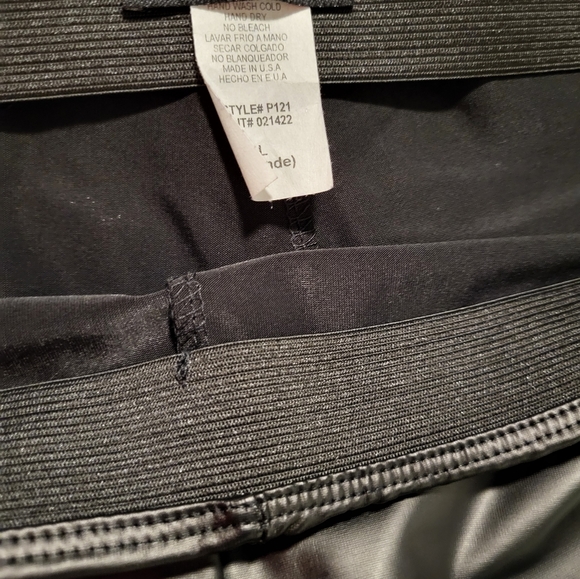 HAND WASH COLD
HANG DRY
NO BLEACH
LAVAR FRIO A MANO
SECAR COLGADO
NO BLANQUEADOR
MADE IN U.S.A
HECHO EN E.U.A
STYLE# P121
021422
L